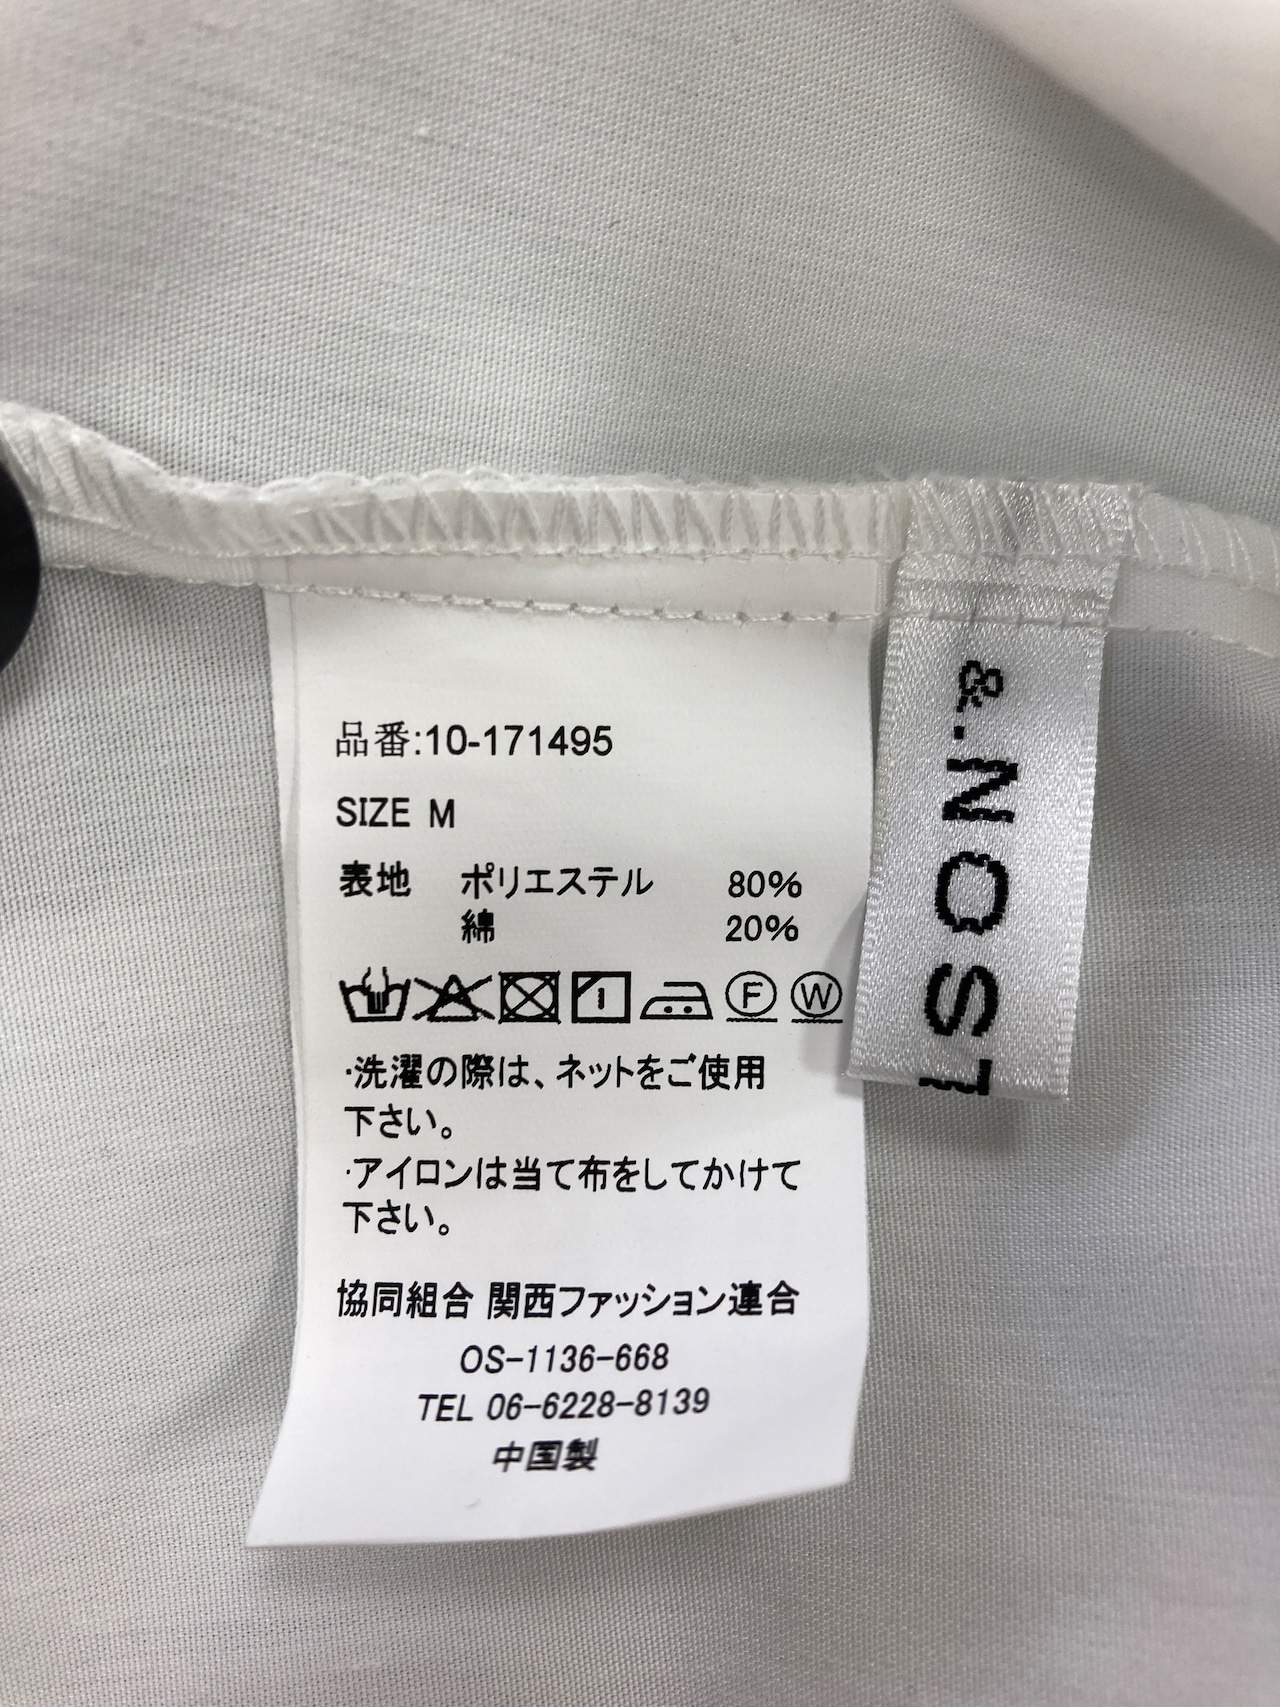 品番:10-171495
SIZE M
表地 ポリエステル 80%
綿 20%
F W
·洗濯の際は、ネットをご使用
下さい。
·アイロンは当て布をしてかけて
下さい。
協同組合 関西ファッション連合
OS-1136-668
TEL 06-6228-8139
中国製
&.NOST